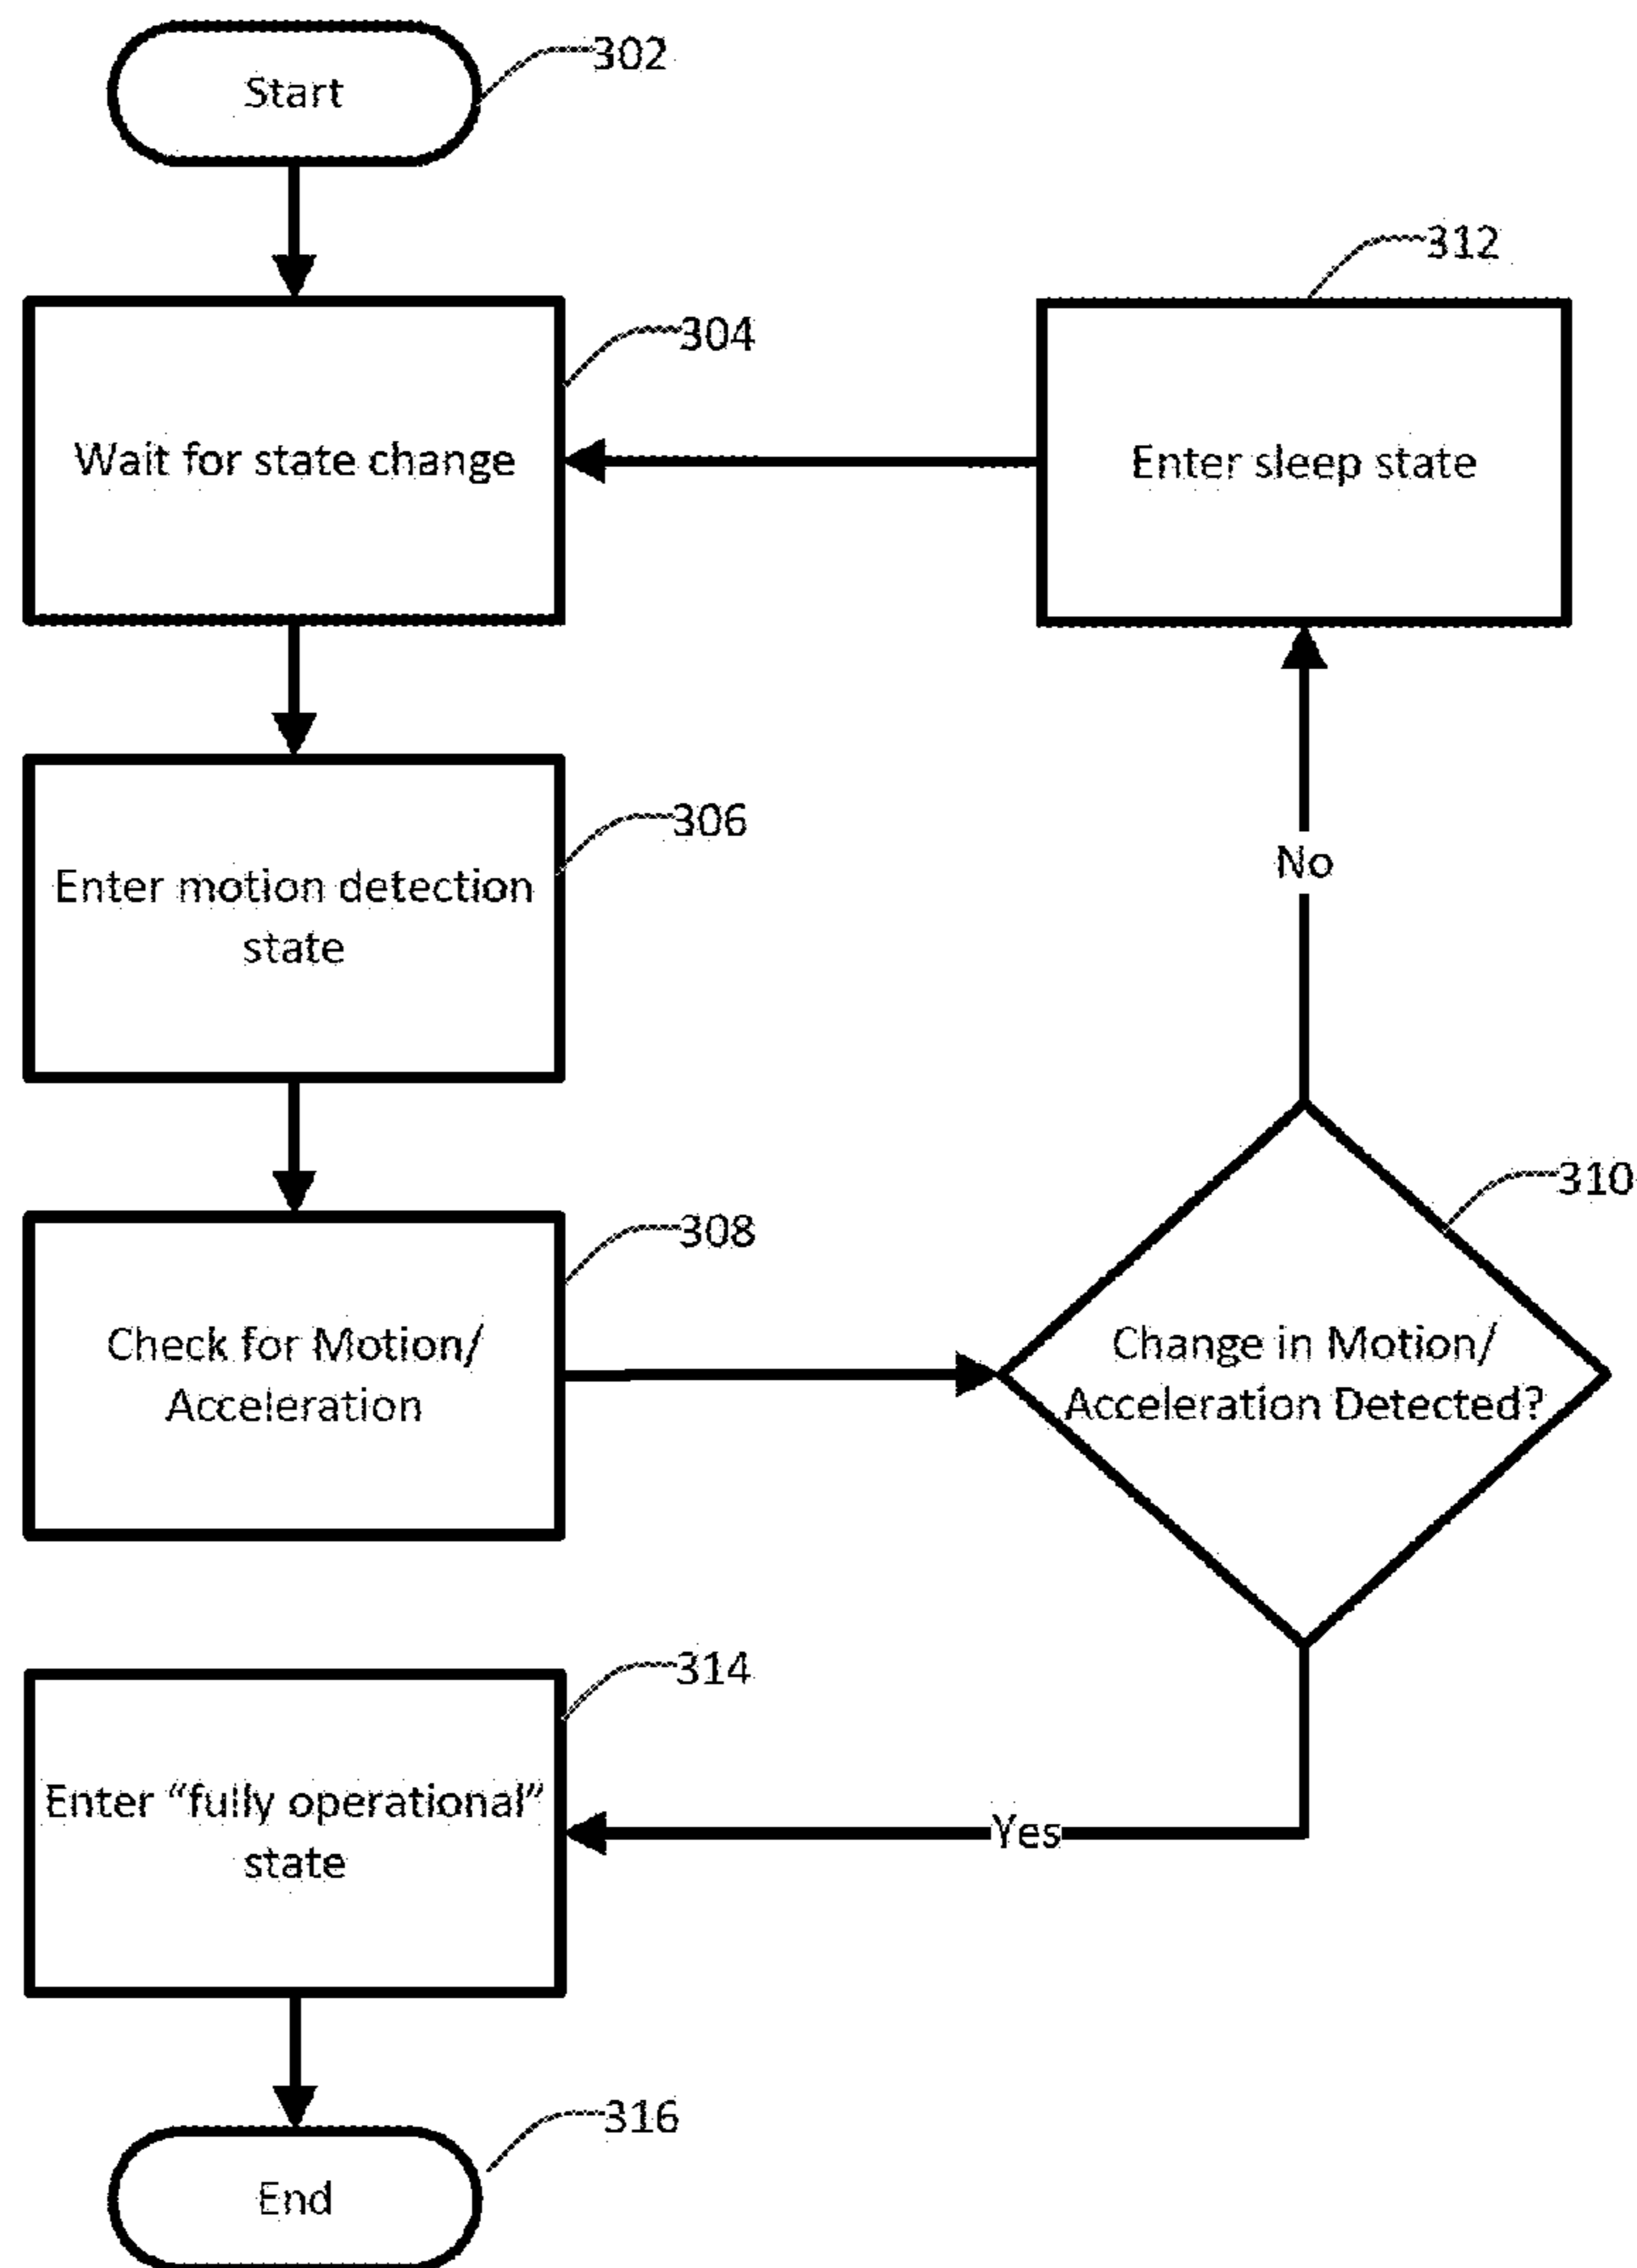 Start
302
312
304
Wait for state change
Enter sleep state
306
Enter motion detection
state
No
310
308
Check for Motion/
Acceleration
Change in Motion/
Acceleration Detected?
314
Enter “fully operational”
state
Yes
316
End